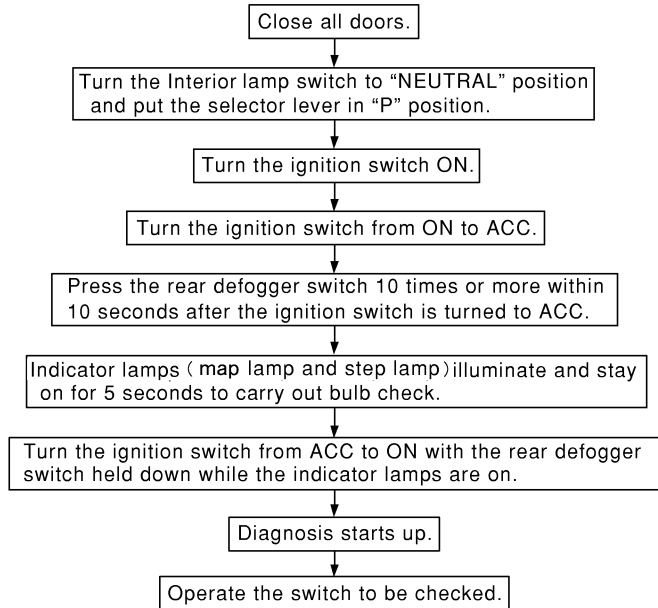 Close all doors.
Turn the Interior lamp switch to “NEUTRAL” position
and put the selector lever in “P” position.
Turn the ignition switch ON.
Turn the ignition switch from ON to ACC.
Press the rear defogger switch 10 times or more within
10 seconds after the ignition switch is turned to ACC.
Indicator lamps (map lamp and step lamp) illuminate and stay
on for 5 seconds to carry out bulb check.
Turn the ignition switch from ACC to ON with the rear defogger
switch held down while the indicator lamps are on.
Diagnosis starts up.
Operate the switch to be checked.